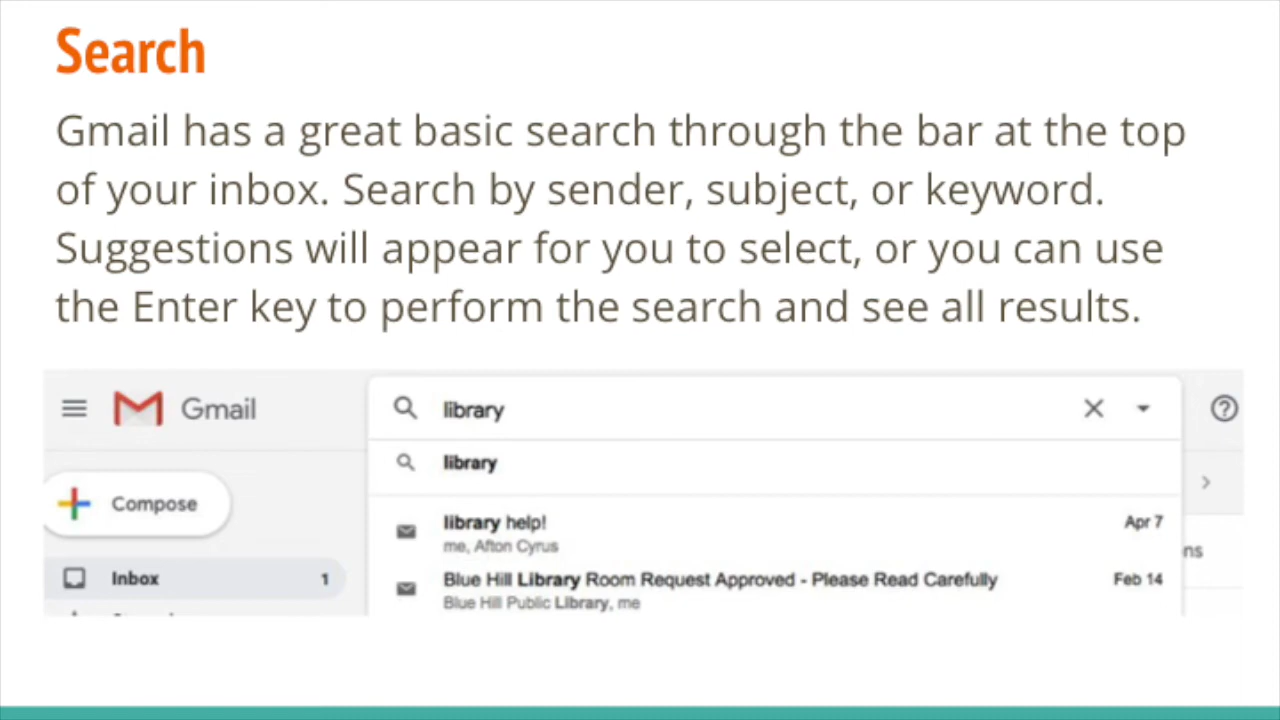 Search
Gmail has a great basic search through the bar at the top
of your inbox. Search by sender, subject, or keyword.
Suggestions will appear for you to select, or you can use
the Enter key to perform the search and see all results.
Gmail
library
library
Compose
library help!
Apr 7
me, Afton Cyrus
ns
Inbox
1
Blue Hill Library Room Request Approved - Please Read Carefully
Feb 14
Blue Hill Public Library, me